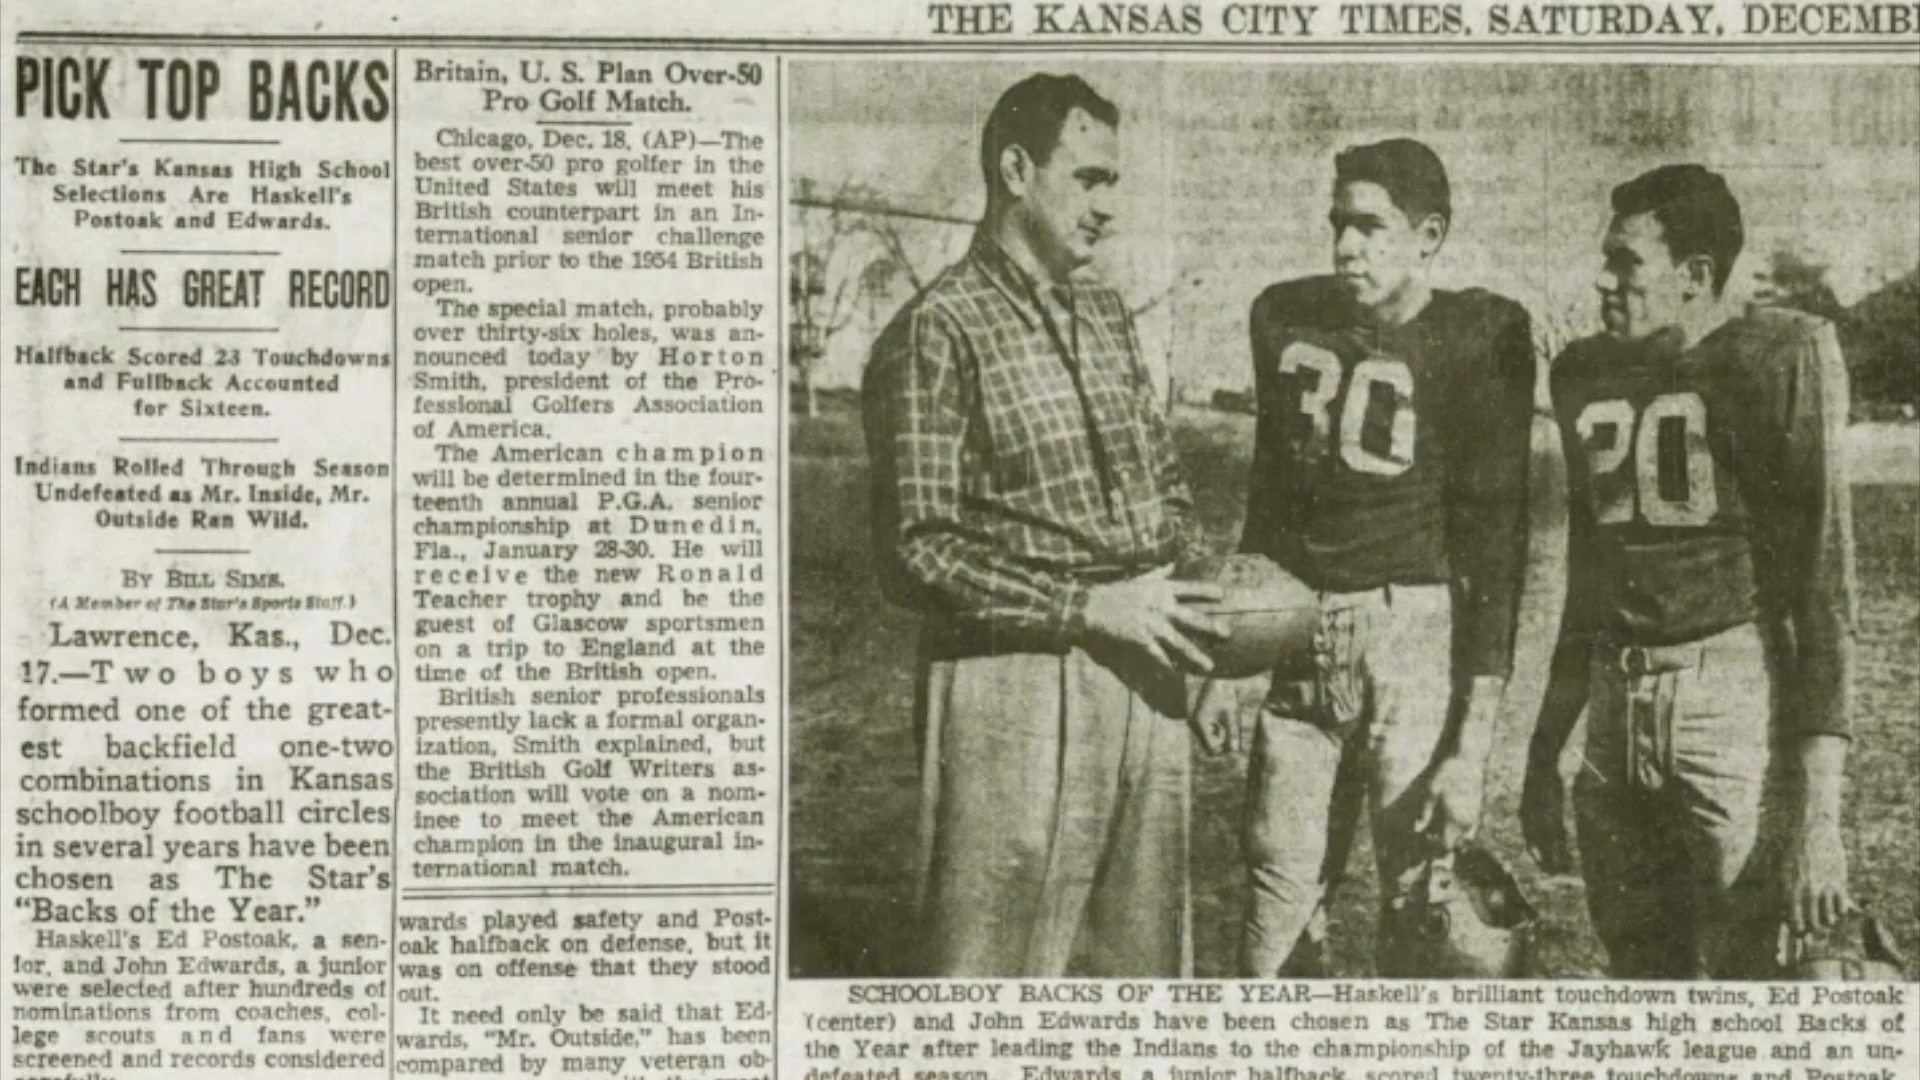 THE KANSAS CITY TIMES, SATURDAY, DECEMB
PICK TOP BACKS
The Star's Kansas High School
Selections Are Haskell's
Postoak and Edwards.
EACH HAS GREAT RECORD
Halfback Scored 23 Touchdowns
and Fullback Accounted
for Sixteen.
Indians Rolled Through Season
Undefeated as Mr. Inside, Mr.
Outside Ran Wild.
BY BILL SIMS.
(A Member of The Star's Sports Staff.)
Lawrence, Kas., Dec.
17.—Two boys who
formed one of the great-
est backfield one-two
combinations in Kansas
schoolboy football circles
in several years have been
chosen as The Star's
"Backs of the Year."
Haskell's Ed Postoak, a sen-
ior, and John Edwards, a junior
were selected after hundreds of
nominations from coaches, col-
lege scouts and fans were
screened and records considered
Britain, U. S. Plan Over-50
Pro Golf Match.
Chicago, Dec. 18, (AP)—The
best over-50 pro golfer in the
United States will meet his
British counterpart in an In-
ternational senior challenge
match prior to the 1954 British
open.
The special match, probably
over thirty-six holes, was an-
nounced today by Horton
Smith, president of the Pro-
fessional Golfers Association
of America.
The American champion
will be determined in the four-
teenth annual P.G.A. senior
championship at Dunedin,
Fla., January 28-30. He will
receive the new Ronald
Teacher trophy and be the
guest of Glascow sportsmen
on a trip to England at the
time of the British open.
British senior professionals
presently lack a formal organ-
ization, Smith explained, but
the British Golf Writers as-
sociation will vote on a nom-
inee to meet the American
champion in the inaugural in-
ternational match.
wards played safety and Post-
oak halfback on defense, but it
was on offense that they stood
out.
It need only be said that Ed-
wards, "Mr. Outside," has been
compared by many veteran ob-
30
20
SCHOOLBOY BACKS OF THE YEAR—Haskell's brilliant touchdown twins, Ed Postoak
(center) and John Edwards have been chosen as The Star Kansas high school Backs of
the Year after leading the Indians to the championship of the Jayhawk league and an un-
defeated season. Edwards, a junior halfback, scored twenty-three touchdowns and Postoak,